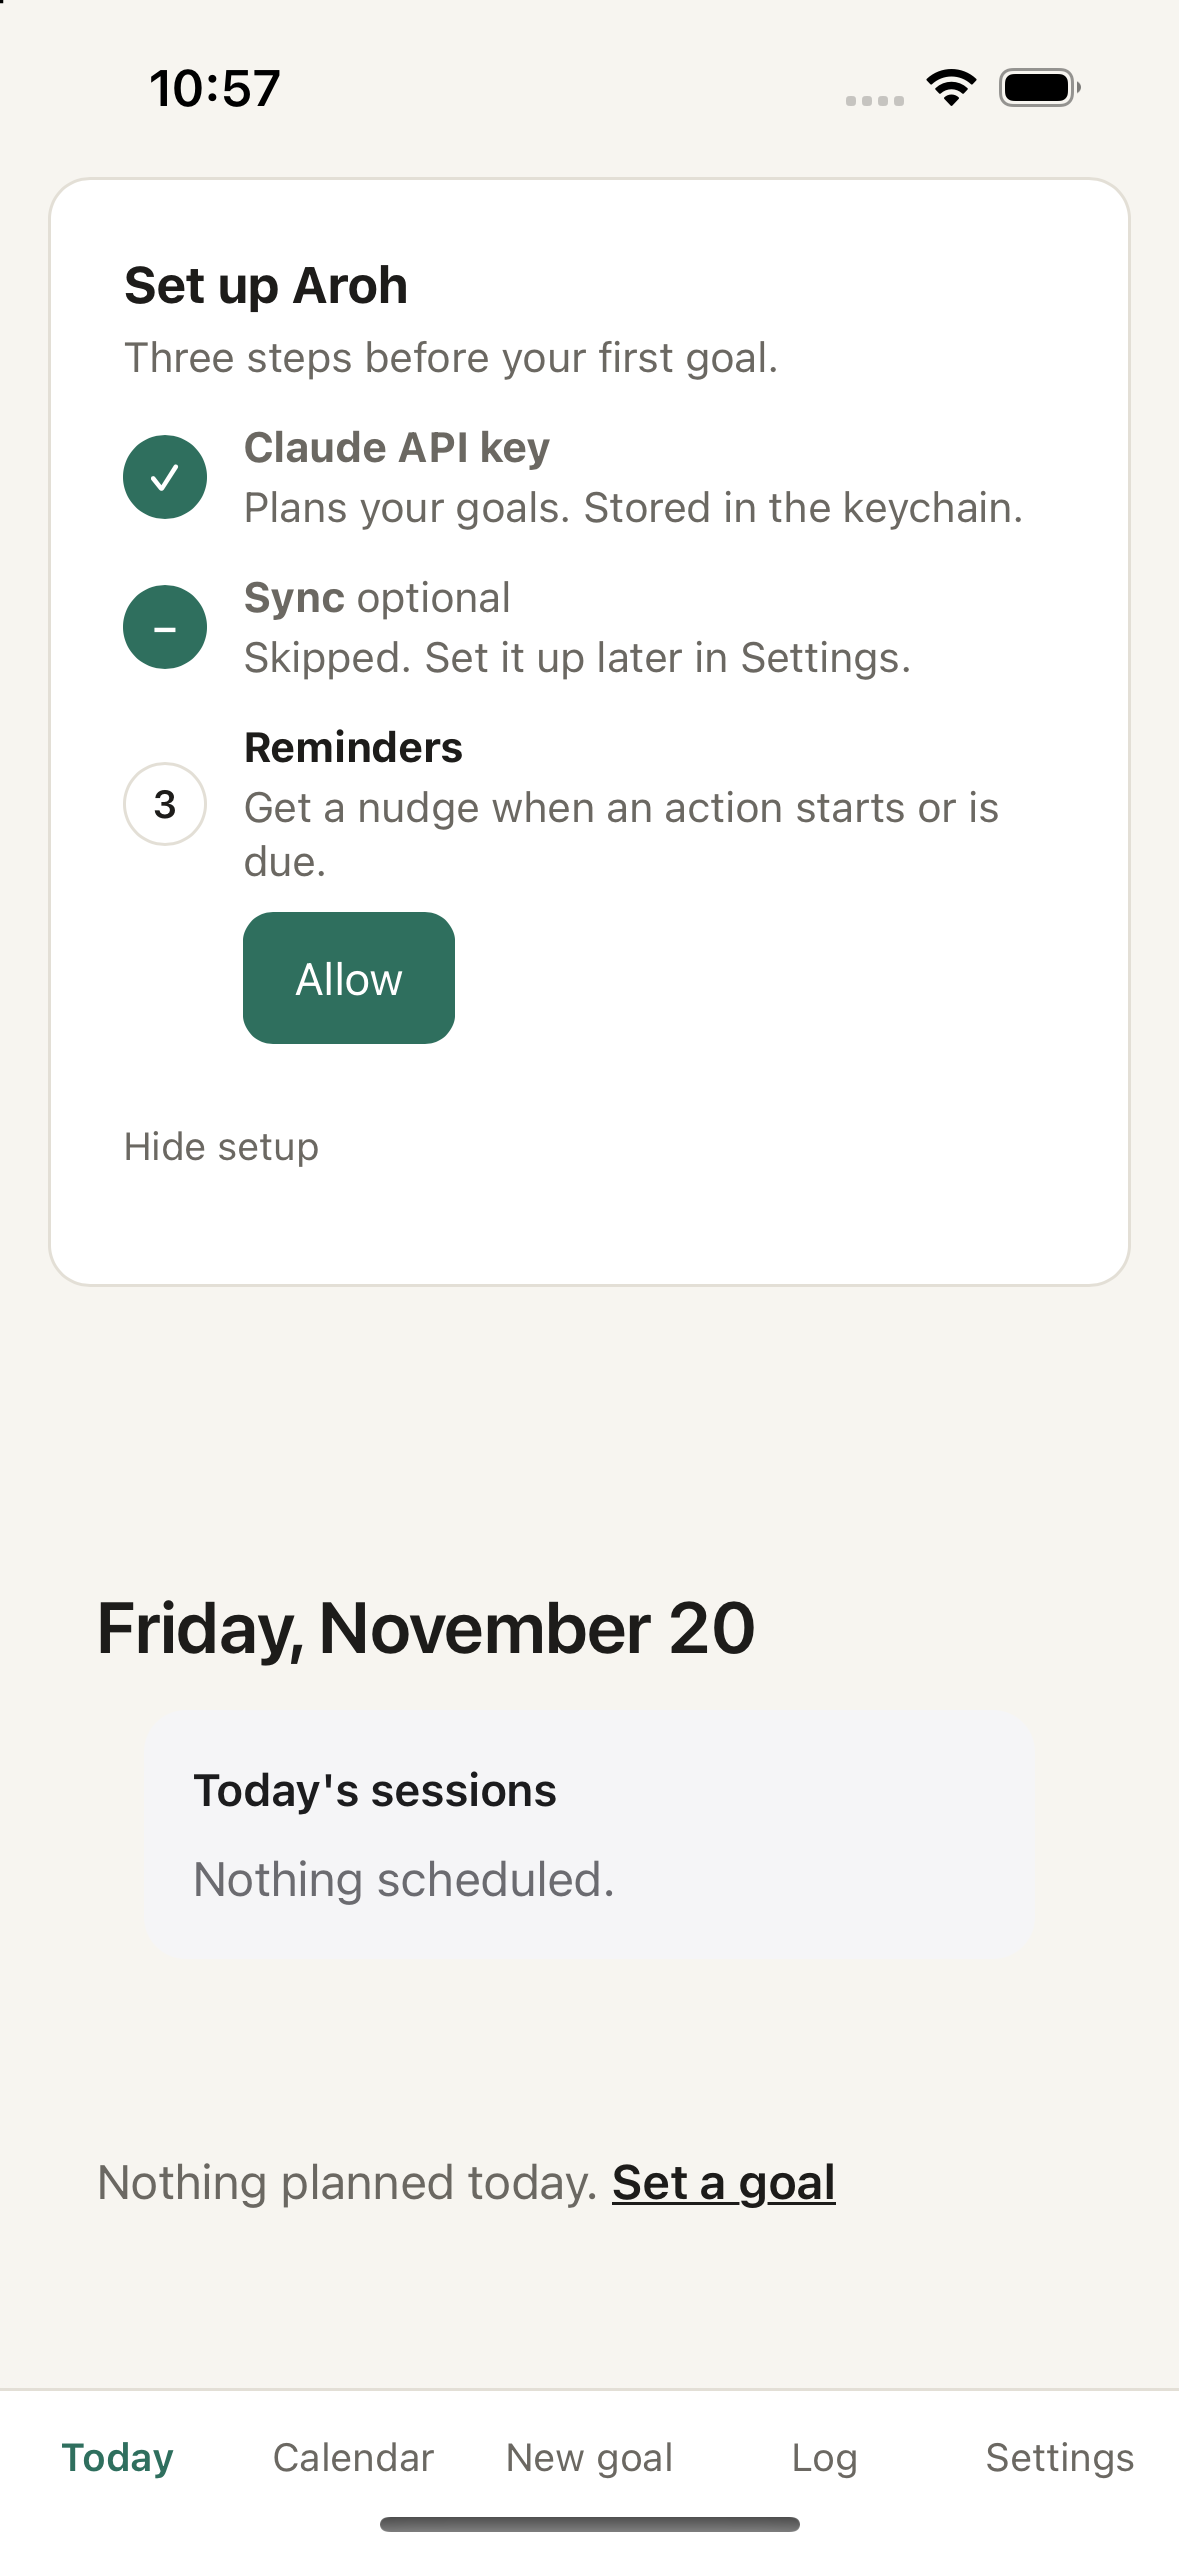 10:57
Set up Aroh
Three steps before your first goal.
Claude API key
Plans your goals. Stored in the keychain.
Sync optional
Skipped. Set it up later in Settings.
Reminders
3
Get a nudge when an action starts or is
due.
Allow
Hide setup
Friday, November 20
Today's sessions
Nothing scheduled.
Nothing planned today. Set a goal
Today Calendar New goal Log Settings